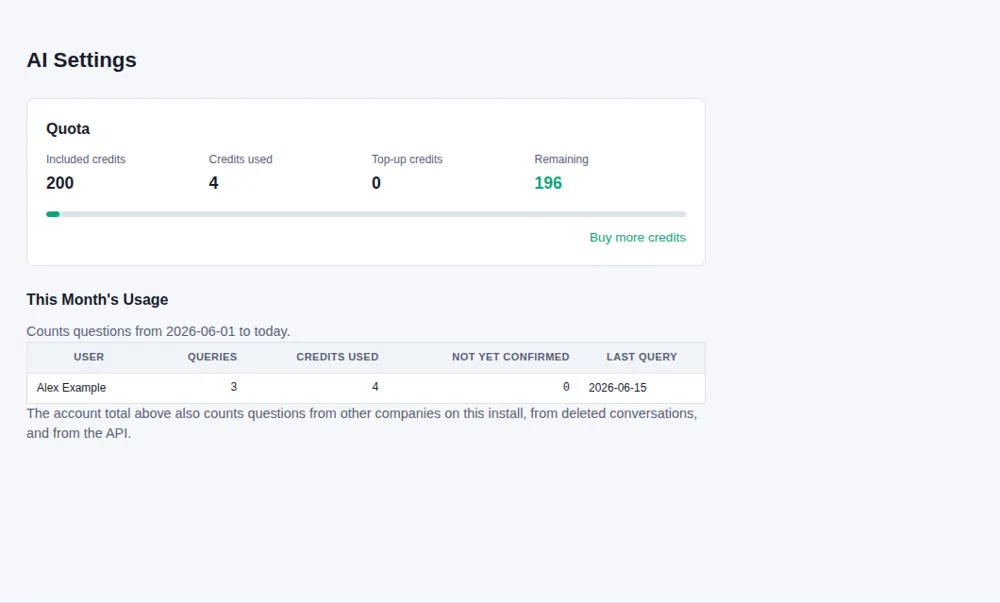 AI Settings
Quota
Included credits Credits used Top-up credits Remaining
200 4 0 196
Buy more credits
This Month's Usage
Counts questions from 2026-06-01 to today.
USER QUERIES CREDITS USED NOT YET CONFIRMED LAST QUERY
Alex Example 3 4 0 2026-06-15
The account total above also counts questions from other companies on this install, from deleted conversations,
and from the API.